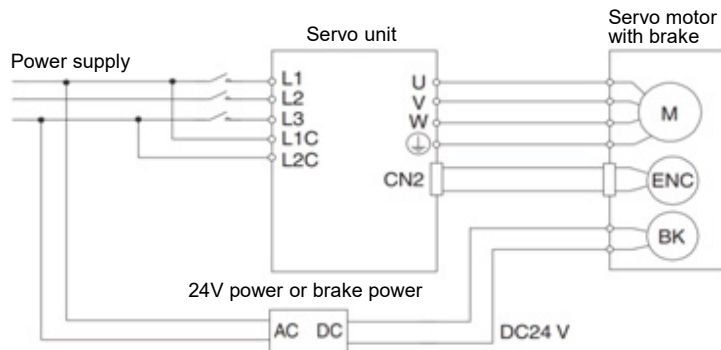 Servo motor
with brake
Servo unit
Power supply
L1
L2
L3
L1C
L2C
U
V
W
CN2
M
ENC
BK
24V power or brake power
AC DC
DC24 V